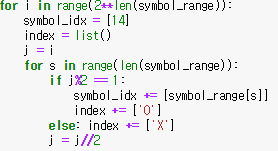 for i in range(2**len(symbol_range)):
    symbol_idx = [14]
    index = list()
    j = i
    for s in range(len(symbol_range)):
        if j%2 == 1:
            symbol_idx += [symbol_range[s]]
            index += ['O']
        else: index += ['X']
        j = j//2